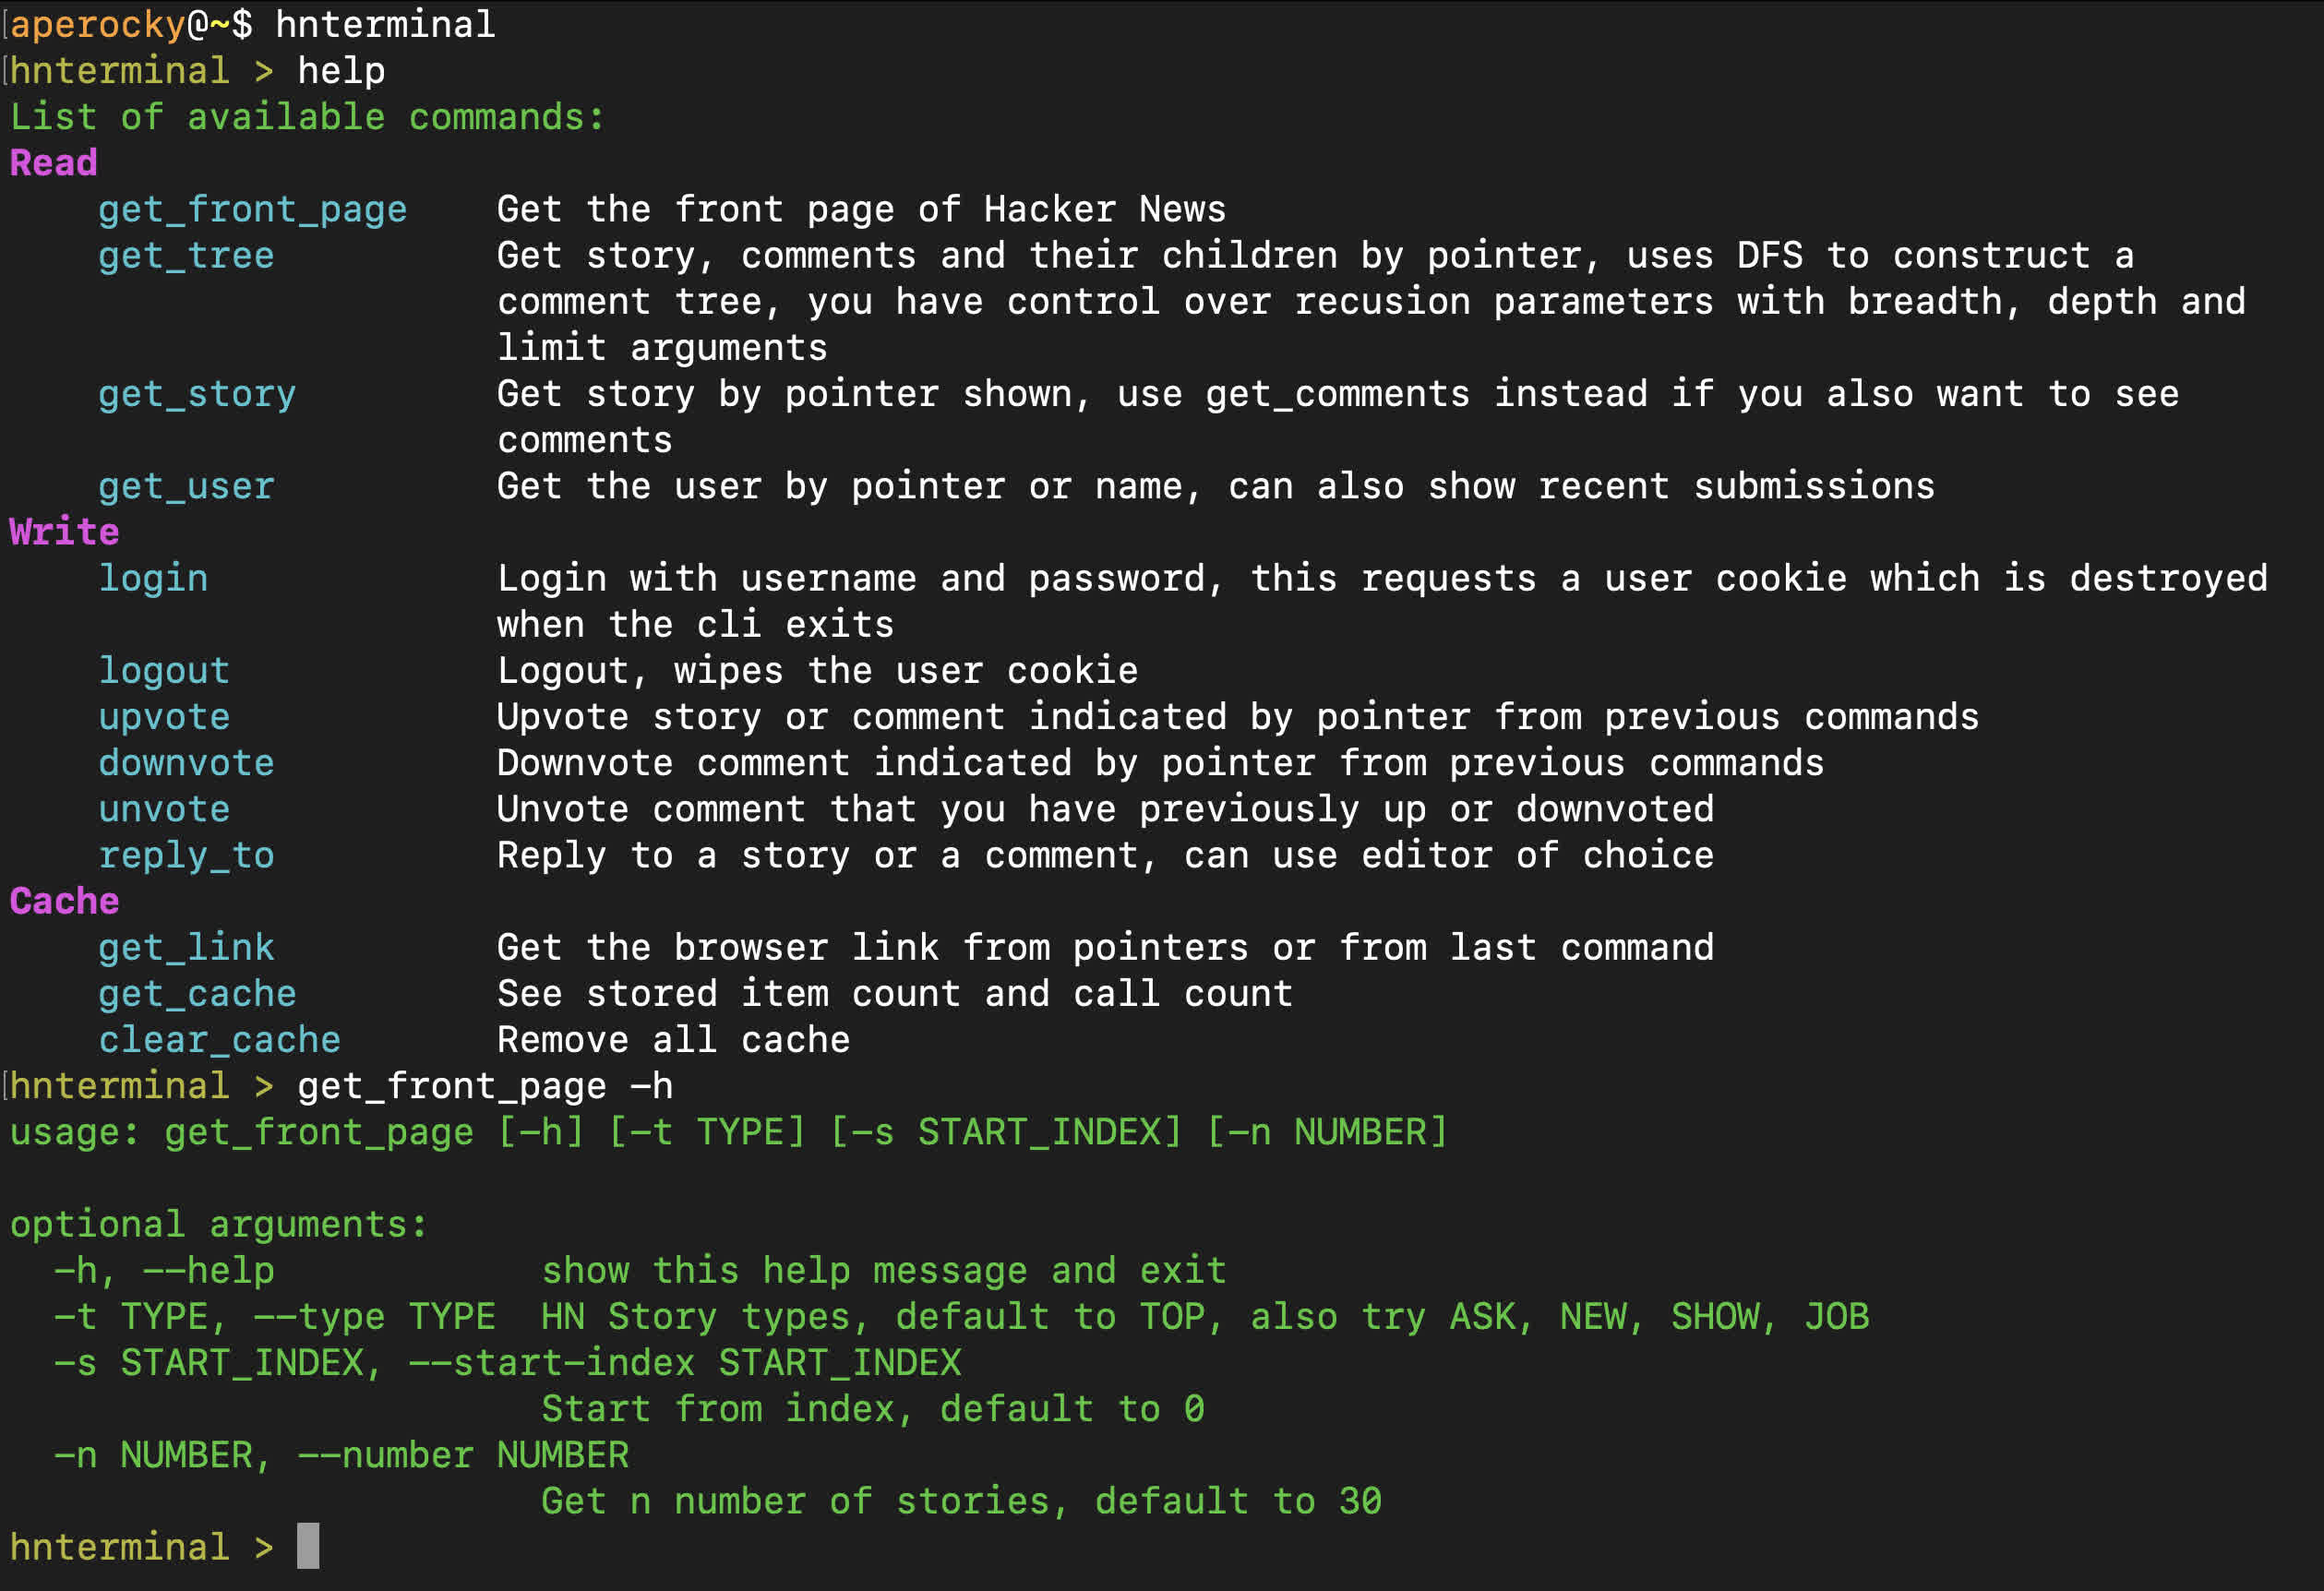 [aperocky@~$ hnterminal
[hnterminal > help
List of available commands:
Read
    get_front_page    Get the front page of Hacker News
    get_tree          Get story, comments and their children by pointer, uses DFS to construct a
                      comment tree, you have control over recusion parameters with breadth, depth and
                      limit arguments
    get_story         Get story by pointer shown, use get_comments instead if you also want to see
                      comments
    get_user          Get the user by pointer or name, can also show recent submissions
Write
    login             Login with username and password, this requests a user cookie which is destroyed
                      when the cli exits
    logout            Logout, wipes the user cookie
    upvote            Upvote story or comment indicated by pointer from previous commands
    downvote          Downvote comment indicated by pointer from previous commands
    unvote            Unvote comment that you have previously up or downvoted
    reply_to          Reply to a story or a comment, can use editor of choice
Cache
    get_link          Get the browser link from pointers or from last command
    get_cache         See stored item count and call count
    clear_cache       Remove all cache
[hnterminal > get_front_page -h
usage: get_front_page [-h] [-t TYPE] [-s START_INDEX] [-n NUMBER]

optional arguments:
  -h, --help            show this help message and exit
  -t TYPE, --type TYPE  HN Story types, default to TOP, also try ASK, NEW, SHOW, JOB
  -s START_INDEX, --start-index START_INDEX
                        Start from index, default to 0
  -n NUMBER, --number NUMBER
                        Get n number of stories, default to 30
hnterminal >